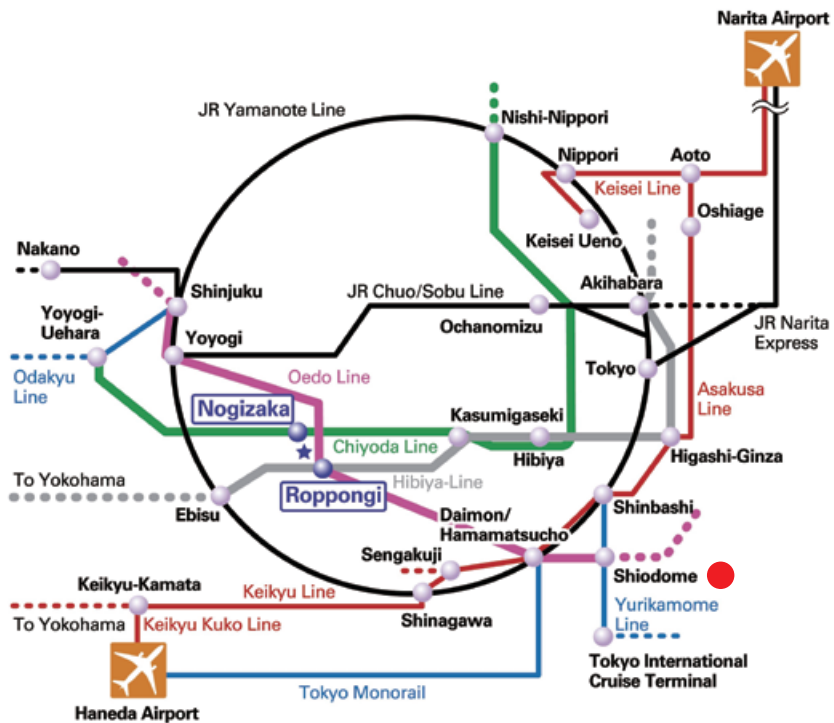 Narita Airport
JR Yamanote Line
Nishi-Nippori
Nippori
Aoto
Keisei Line
Oshiage
Keisei Ueno
Nakano
Shinjuku
Akihabara
JR Chuo/Sobu Line
Yoyogi-
Uehara
Yoyogi
Ochanomizu
JR Narita
Express
Odakyu
Line
Oedo Line
Tokyo
Asakusa
Line
Nogizaka
Kasumigaseki
Chiyoda Line
Hibiya
Higashi-Ginza
To Yokohama
Hibiya-Line
Roppongi
Ebisu
Shinbashi
Daimon/
Hamamatsucho
Sengakuji
Shiodome
Keikyu-Kamata
Keikyu Line
Shinagawa
Yurikamome
Line
To Yokohama
Keikyu Kuko Line
Tokyo International
Cruise Terminal
Tokyo Monorail
Haneda Airport